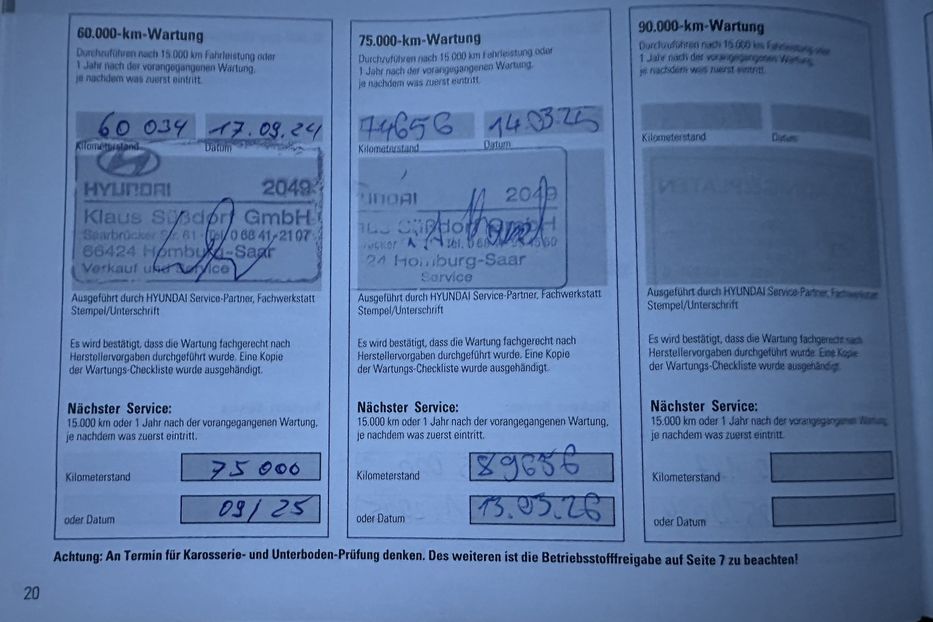 60.000-km-Wartung
Durchzuführen nach 15.000 km Fahrleistung oder
1 Jahr nach der vorangegangenen Wartung,
je nachdem was zuerst eintritt.
60 034 17.09.24
Kilometerstand Datum
HYUNDAI 2049
Klaus Süßdorf GmbH
Saarbrücker Str. 61 · Tel. 0 68 41-21 07
66424 Homburg-Saar
Verkauf und Service
Ausgeführt durch HYUNDAI Service-Partner, Fachwerkstatt
Stempel/Unterschrift
Es wird bestätigt, dass die Wartung fachgerecht nach
Herstellervorgaben durchgeführt wurde. Eine Kopie
der Wartungs-Checkliste wurde ausgehändigt.
Nächster Service:
15.000 km oder 1 Jahr nach der vorangegangenen Wartung,
je nachdem was zuerst eintritt.
Kilometerstand 75 000
oder Datum 09/25
75.000-km-Wartung
Durchzuführen nach 15.000 km Fahrleistung oder
1 Jahr nach der vorangegangenen Wartung,
je nachdem was zuerst eintritt.
74656 14.03.25
Kilometerstand Datum
2049
Homburg-Saar
Service
Ausgeführt durch HYUNDAI Service-Partner, Fachwerkstatt
Stempel/Unterschrift
Es wird bestätigt, dass die Wartung fachgerecht nach
Herstellervorgaben durchgeführt wurde. Eine Kopie
der Wartungs-Checkliste wurde ausgehändigt.
Nächster Service:
15.000 km oder 1 Jahr nach der vorangegangenen Wartung,
je nachdem was zuerst eintritt.
Kilometerstand 89656
oder Datum 13.03.26
90.000-km-Wartung
Durchzuführen nach 15.000 km Fahrleistung oder
1 Jahr nach der vorangegangenen Wartung,
je nachdem was zuerst eintritt.
Kilometerstand Datum
Ausgeführt durch HYUNDAI Service-Partner, Fachwerkstatt
Stempel/Unterschrift
Es wird bestätigt, dass die Wartung fachgerecht nach
Herstellervorgaben durchgeführt wurde. Eine Kopie
der Wartungs-Checkliste wurde ausgehändigt.
Nächster Service:
15.000 km oder 1 Jahr nach der vorangegangenen Wartung,
je nachdem was zuerst eintritt.
Kilometerstand
oder Datum
Achtung: An Termin für Karosserie- und Unterboden-Prüfung denken. Des weiteren ist die Betriebsstofffreigabe auf Seite 7 zu beachten!
20